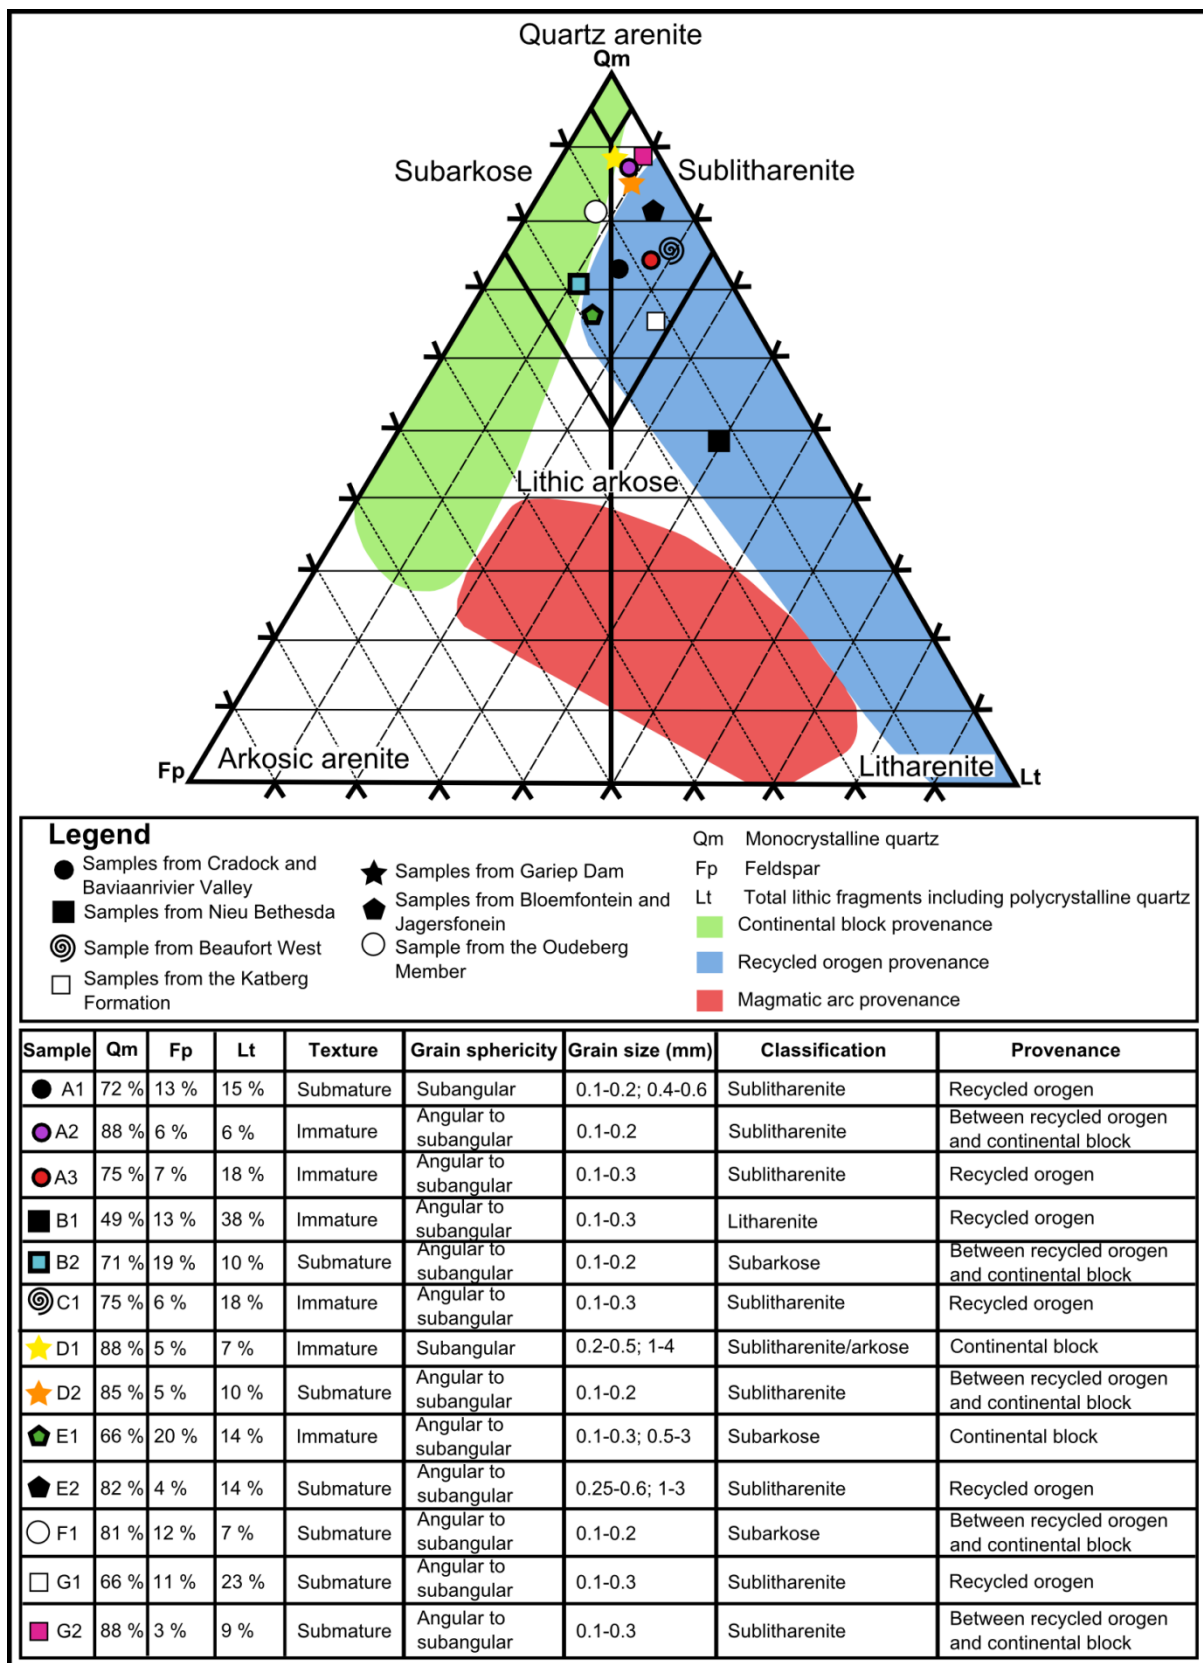 Quartz arenite
Qm
Subarkose
Sublitharenite
Lithic arkose
Arkosic arenite
Litharenite
Fp
Lt
Legend
Samples from Cradock and
Baviaanrivier Valley
Samples from Nieu Bethesda
Sample from Beaufort West
Samples from the Katberg
Formation
Samples from Gariep Dam
Samples from Bloemfontein and
Jagersfonein
Sample from the Oudeberg
Member
Qm Monocrystalline quartz
Fp Feldspar
Lt Total lithic fragments including polycrystalline quartz
Continental block provenance
Recycled orogen provenance
Magmatic arc provenance
Sample Qm Fp Lt Texture Grain sphericity Grain size (mm) Classification Provenance
A1 72 % 13 % 15 % Submature Subangular 0.1-0.2; 0.4-0.6 Sublitharenite Recycled orogen
A2 88 % 6 % 6 % Immature Angular to subangular 0.1-0.2 Sublitharenite Between recycled orogen and continental block
A3 75 % 7 % 18 % Immature Angular to subangular 0.1-0.3 Sublitharenite Recycled orogen
B1 49 % 13 % 38 % Immature Angular to subangular 0.1-0.3 Litharenite Recycled orogen
B2 71 % 19 % 10 % Submature Angular to subangular 0.1-0.2 Subarkose Between recycled orogen and continental block
C1 75 % 6 % 18 % Immature Angular to subangular 0.1-0.3 Sublitharenite Recycled orogen
D1 88 % 5 % 7 % Immature Subangular 0.2-0.5; 1-4 Sublitharenite/arkose Continental block
D2 85 % 5 % 10 % Submature Angular to subangular 0.1-0.2 Sublitharenite Between recycled orogen and continental block
E1 66 % 20 % 14 % Immature Angular to subangular 0.1-0.3; 0.5-3 Subarkose Continental block
E2 82 % 4 % 14 % Submature Angular to subangular 0.25-0.6; 1-3 Sublitharenite Recycled orogen
F1 81 % 12 % 7 % Submature Angular to subangular 0.1-0.2 Subarkose Between recycled orogen and continental block
G1 66 % 11 % 23 % Submature Angular to subangular 0.1-0.3 Sublitharenite Recycled orogen
G2 88 % 3 % 9 % Submature Angular to subangular 0.1-0.3 Sublitharenite Between recycled orogen and continental block